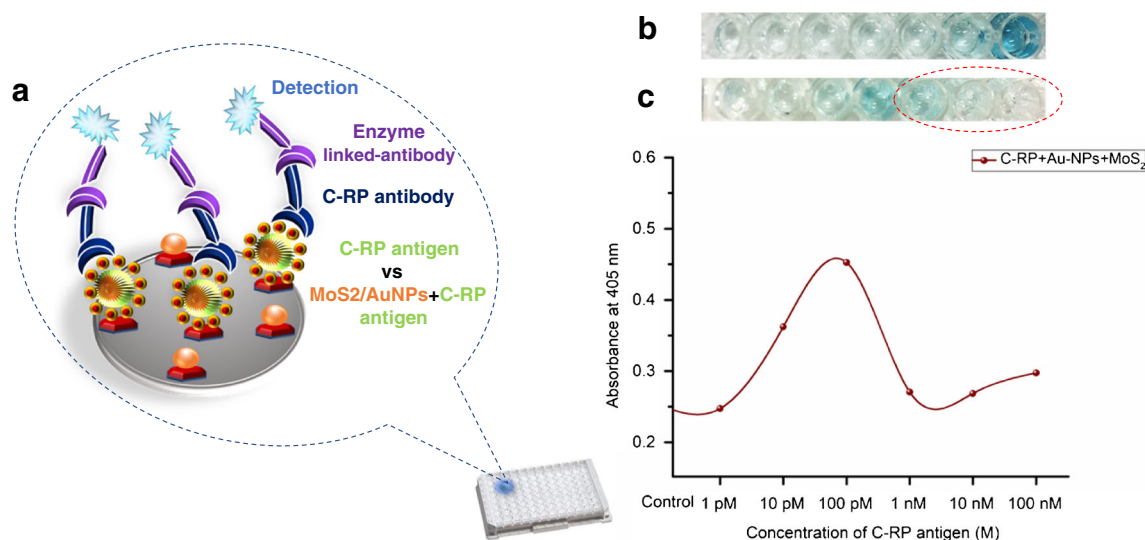 a
Detection
Enzyme
linked-antibody
C-RP antibody
C-RP antigen
vs
MoS2/AuNPs+C-RP
antigen
b
c
C-RP+Au-NPs+MoS₂
0.6
0.5
0.4
0.3
0.2
Absorbance at 405 nm
Control 1 pM 10 pM 100 pM 1 nM 10 nM 100 nM
Concentration of C-RP antigen (M)